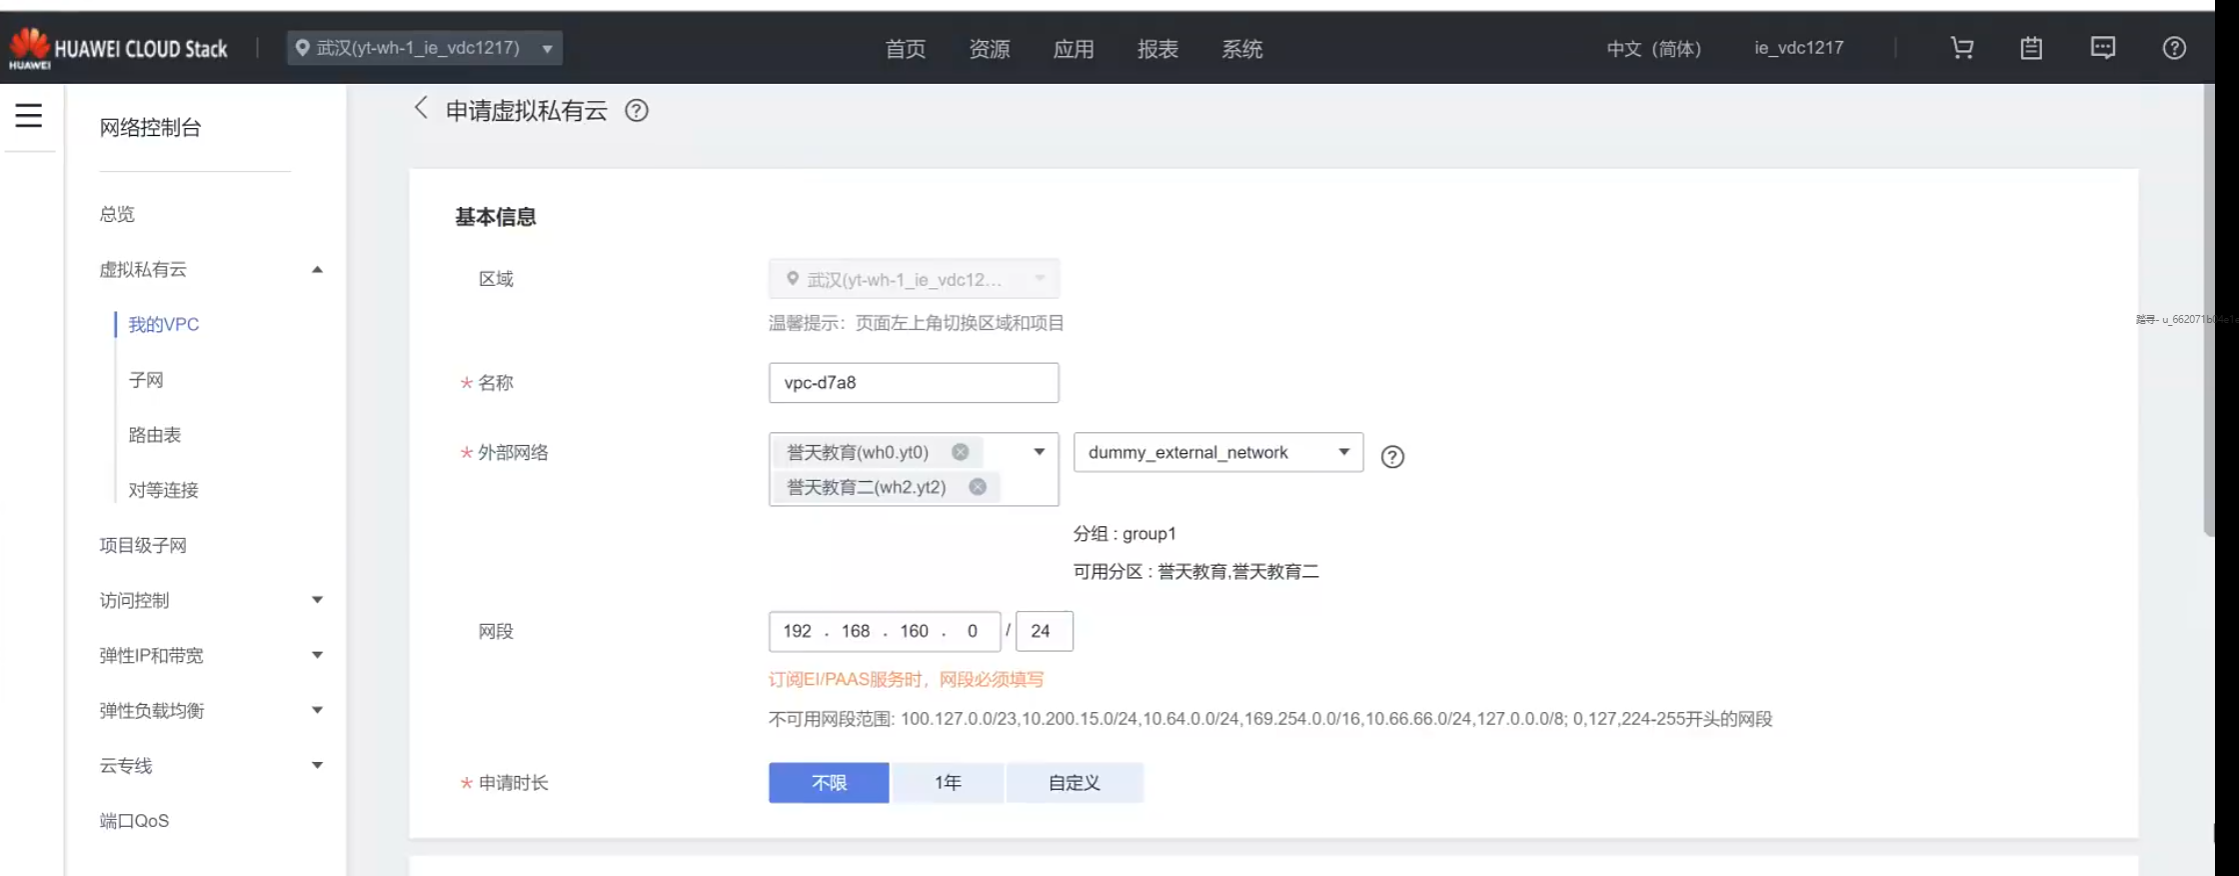 HUAWEI HUAWEI CLOUD Stack
武汉(yt-wh-1_ie_vdc1217)
首页 资源 应用 报表 系统
中文（简体） ie_vdc1217
网络控制台
总览
虚拟私有云
我的VPC
子网
路由表
对等连接
项目级子网
访问控制
弹性IP和带宽
弹性负载均衡
云专线
端口QoS
申请虚拟私有云
基本信息
区域
武汉(yt-wh-1_ie_vdc12...
温馨提示：页面左上角切换区域和项目
* 名称
vpc-d7a8
* 外部网络
誉天教育(wh0.yt0)
誉天教育二(wh2.yt2)
dummy_external_network
分组 : group1
可用分区 : 誉天教育,誉天教育二
网段
192 . 168 . 160 . 0 / 24
订阅EI/PAAS服务时，网段必须填写
不可用网段范围: 100.127.0.0/23,10.200.15.0/24,10.64.0.0/24,169.254.0.0/16,10.66.66.0/24,127.0.0.0/8; 0,127,224-255开头的网段
* 申请时长
不限 1年 自定义